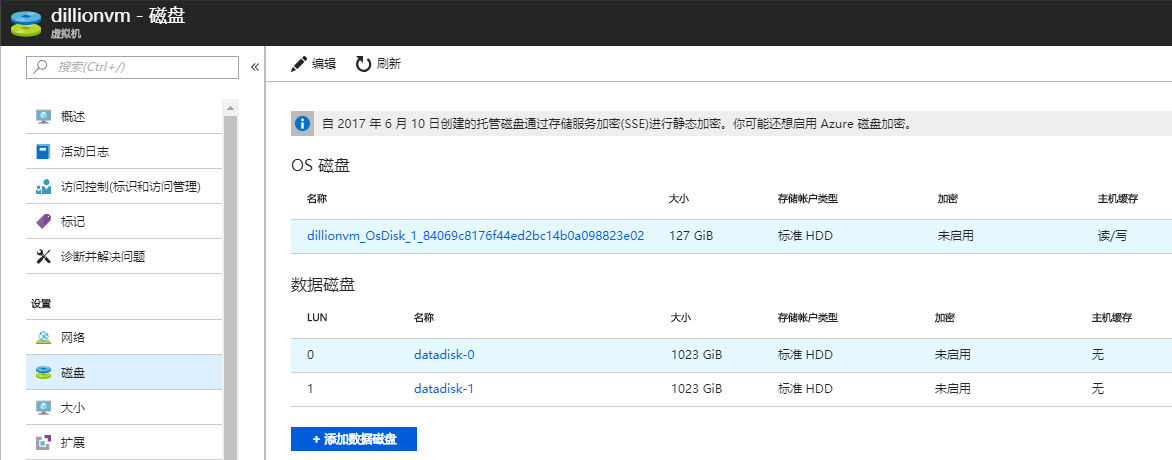 dillionvm - 磁盘
虚拟机
搜索(Ctrl+/)
«
编辑
刷新
概述
活动日志
访问控制(标识和访问管理)
标记
诊断并解决问题
设置
网络
磁盘
大小
扩展
自 2017 年 6 月 10 日创建的托管磁盘通过存储服务加密(SSE)进行静态加密。你可能还想启用 Azure 磁盘加密。
OS 磁盘
名称 大小 存储帐户类型 加密 主机缓存
dillionvm_OsDisk_1_84069c8176f44ed2bc14b0a098823e02 127 GiB 标准 HDD 未启用 读/写
数据磁盘
LUN 名称 大小 存储帐户类型 加密 主机缓存
0 datadisk-0 1023 GiB 标准 HDD 未启用 无
1 datadisk-1 1023 GiB 标准 HDD 未启用 无
+ 添加数据磁盘